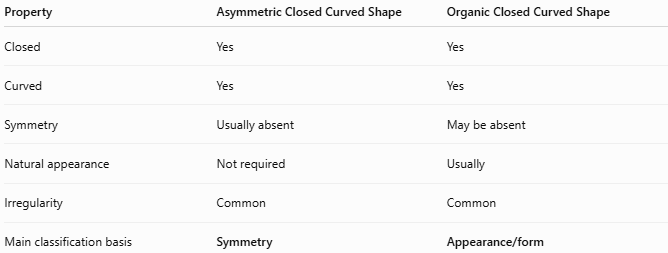 Property Asymmetric Closed Curved Shape Organic Closed Curved Shape
Closed Yes Yes
Curved Yes Yes
Symmetry Usually absent May be absent
Natural appearance Not required Usually
Irregularity Common Common
Main classification basis Symmetry Appearance/form